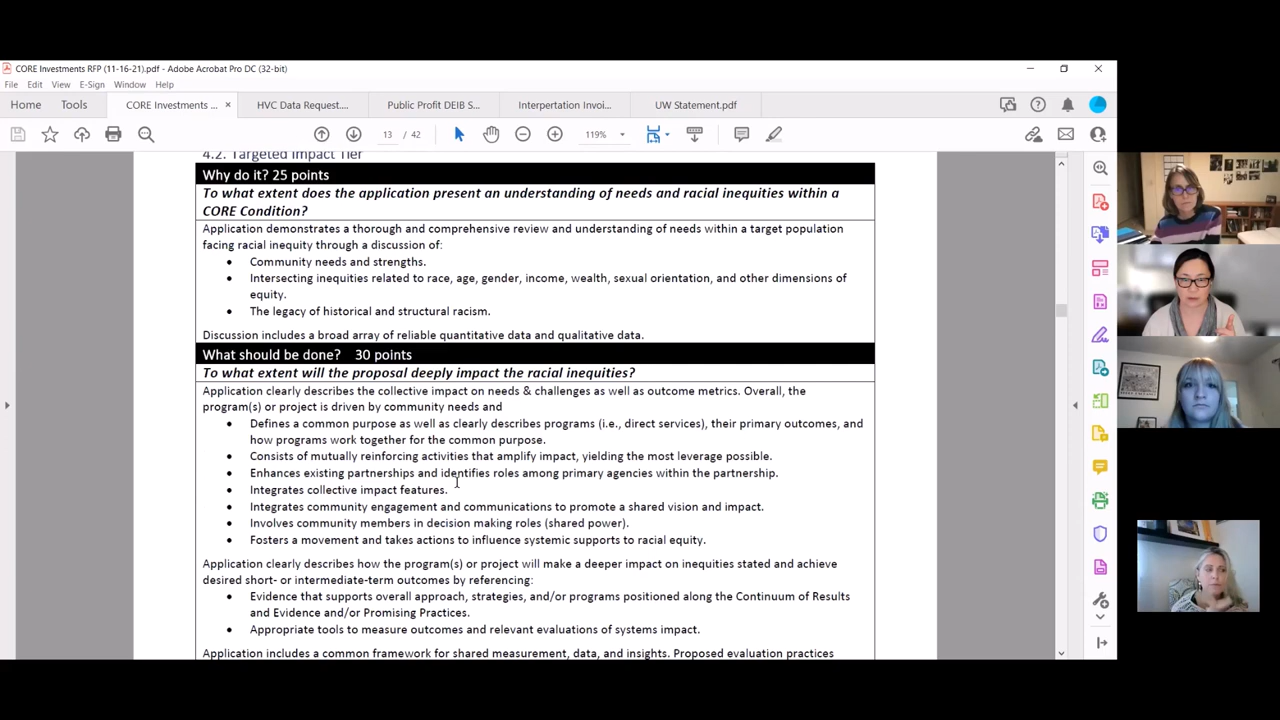 CORE Investments RFP (11-16-21).pdf - Adobe Acrobat Pro DC (32-bit)
File Edit View E-Sign Window Help
Home Tools CORE Investments ... × HVC Data Request.... Public Profit DEIB S... Interpertation Invoi... UW Statement.pdf
13 / 42 119%
4.2. Targeted Impact Tier
Why do it? 25 points
To what extent does the application present an understanding of needs and racial inequities within a
CORE Condition?
Application demonstrates a thorough and comprehensive review and understanding of needs within a target population
facing racial inequity through a discussion of:
• Community needs and strengths.
• Intersecting inequities related to race, age, gender, income, wealth, sexual orientation, and other dimensions of
equity.
• The legacy of historical and structural racism.
Discussion includes a broad array of reliable quantitative data and qualitative data.
What should be done? 30 points
To what extent will the proposal deeply impact the racial inequities?
Application clearly describes the collective impact on needs & challenges as well as outcome metrics. Overall, the
program(s) or project is driven by community needs and
• Defines a common purpose as well as clearly describes programs (i.e., direct services), their primary outcomes, and
how programs work together for the common purpose.
• Consists of mutually reinforcing activities that amplify impact, yielding the most leverage possible.
• Enhances existing partnerships and identifies roles among primary agencies within the partnership.
• Integrates collective impact features.
• Integrates community engagement and communications to promote a shared vision and impact.
• Involves community members in decision making roles (shared power).
• Fosters a movement and takes actions to influence systemic supports to racial equity.
Application clearly describes how the program(s) or project will make a deeper impact on inequities stated and achieve
desired short- or intermediate-term outcomes by referencing:
• Evidence that supports overall approach, strategies, and/or programs positioned along the Continuum of Results
and Evidence and/or Promising Practices.
• Appropriate tools to measure outcomes and relevant evaluations of systems impact.
Application includes a common framework for shared measurement, data, and insights. Proposed evaluation practices